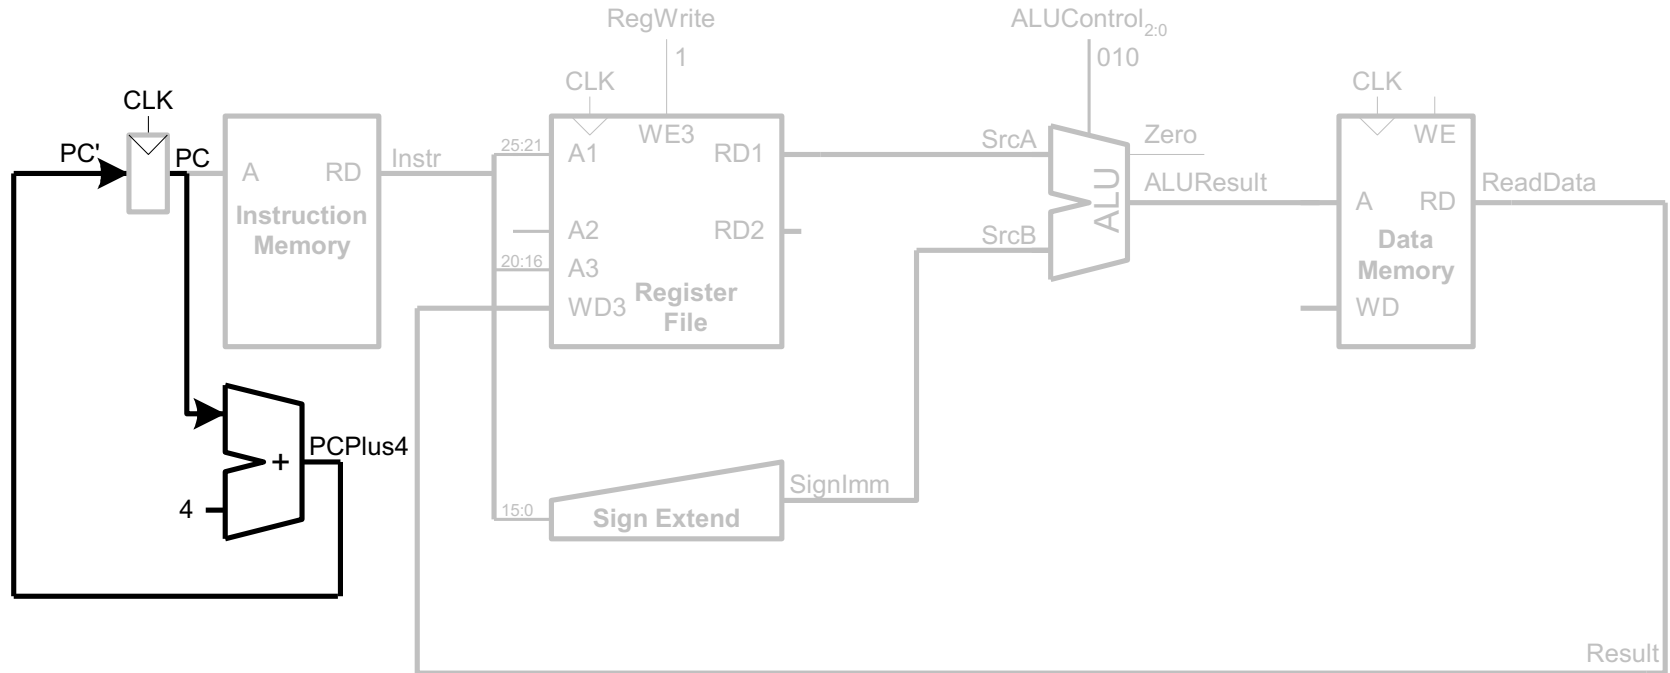 RegWrite
ALUControl2:0
1
010
CLK
CLK
CLK
WE3
WE
Zero
PC'
PC
Instr
25:21
A1
RD1
SrcA
A
RD
ALU
ALUResult
ReadData
A
RD
Instruction
Memory
A2
RD2
SrcB
Data
Memory
20:16
A3
WD3
Register
File
WD
PCPlus4
+
4
SignImm
15:0
Sign Extend
Result